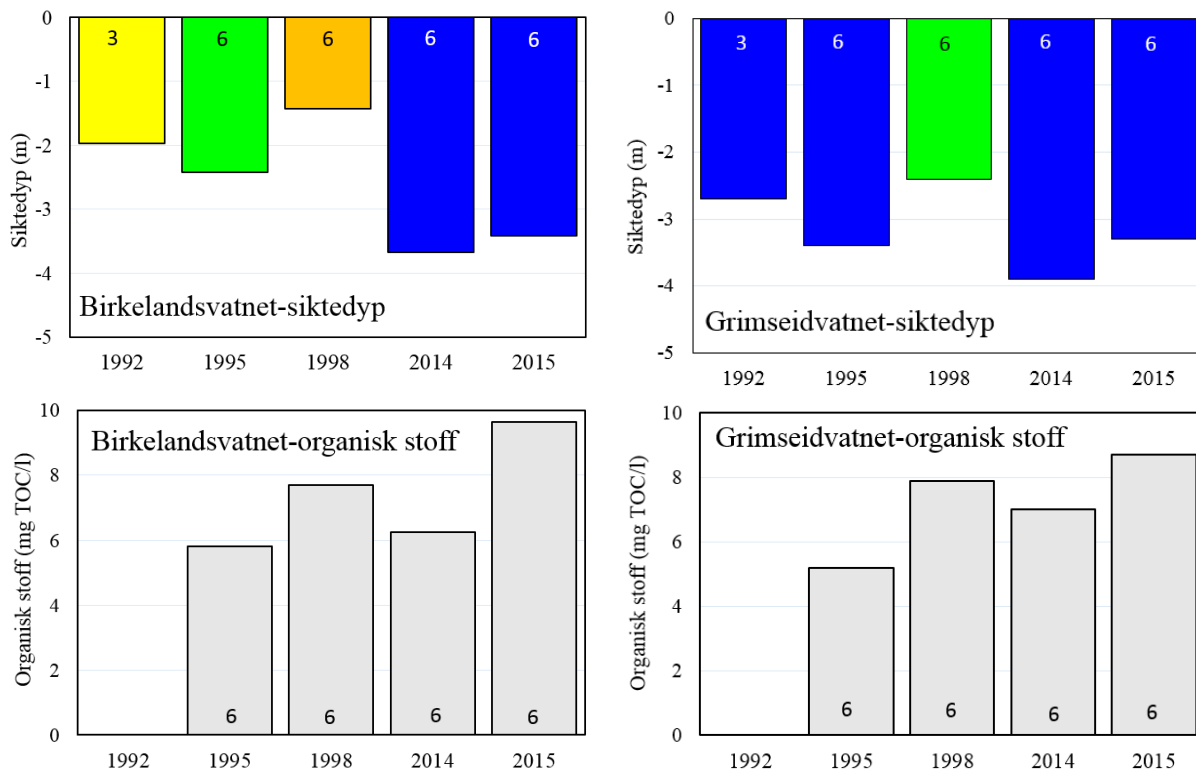 0
-1
-2
-3
-4
-5
Siktedyp (m)
3 6 6 6 6
Birkelandsvatnet-siktedyp
1992 1995 1998 2014 2015
0
-1
-2
-3
-4
-5
Siktedyp (m)
3 6 6 6 6
Grimseidvatnet-siktedyp
1992 1995 1998 2014 2015
10
8
6
4
2
0
Organisk stoff (mg TOC/l)
Birkelandsvatnet-organisk stoff
6 6 6 6
1992 1995 1998 2014 2015
10
8
6
4
2
0
Organisk stoff (mg TOC/l)
Grimseidvatnet-organisk stoff
6 6 6 6
1992 1995 1998 2014 2015